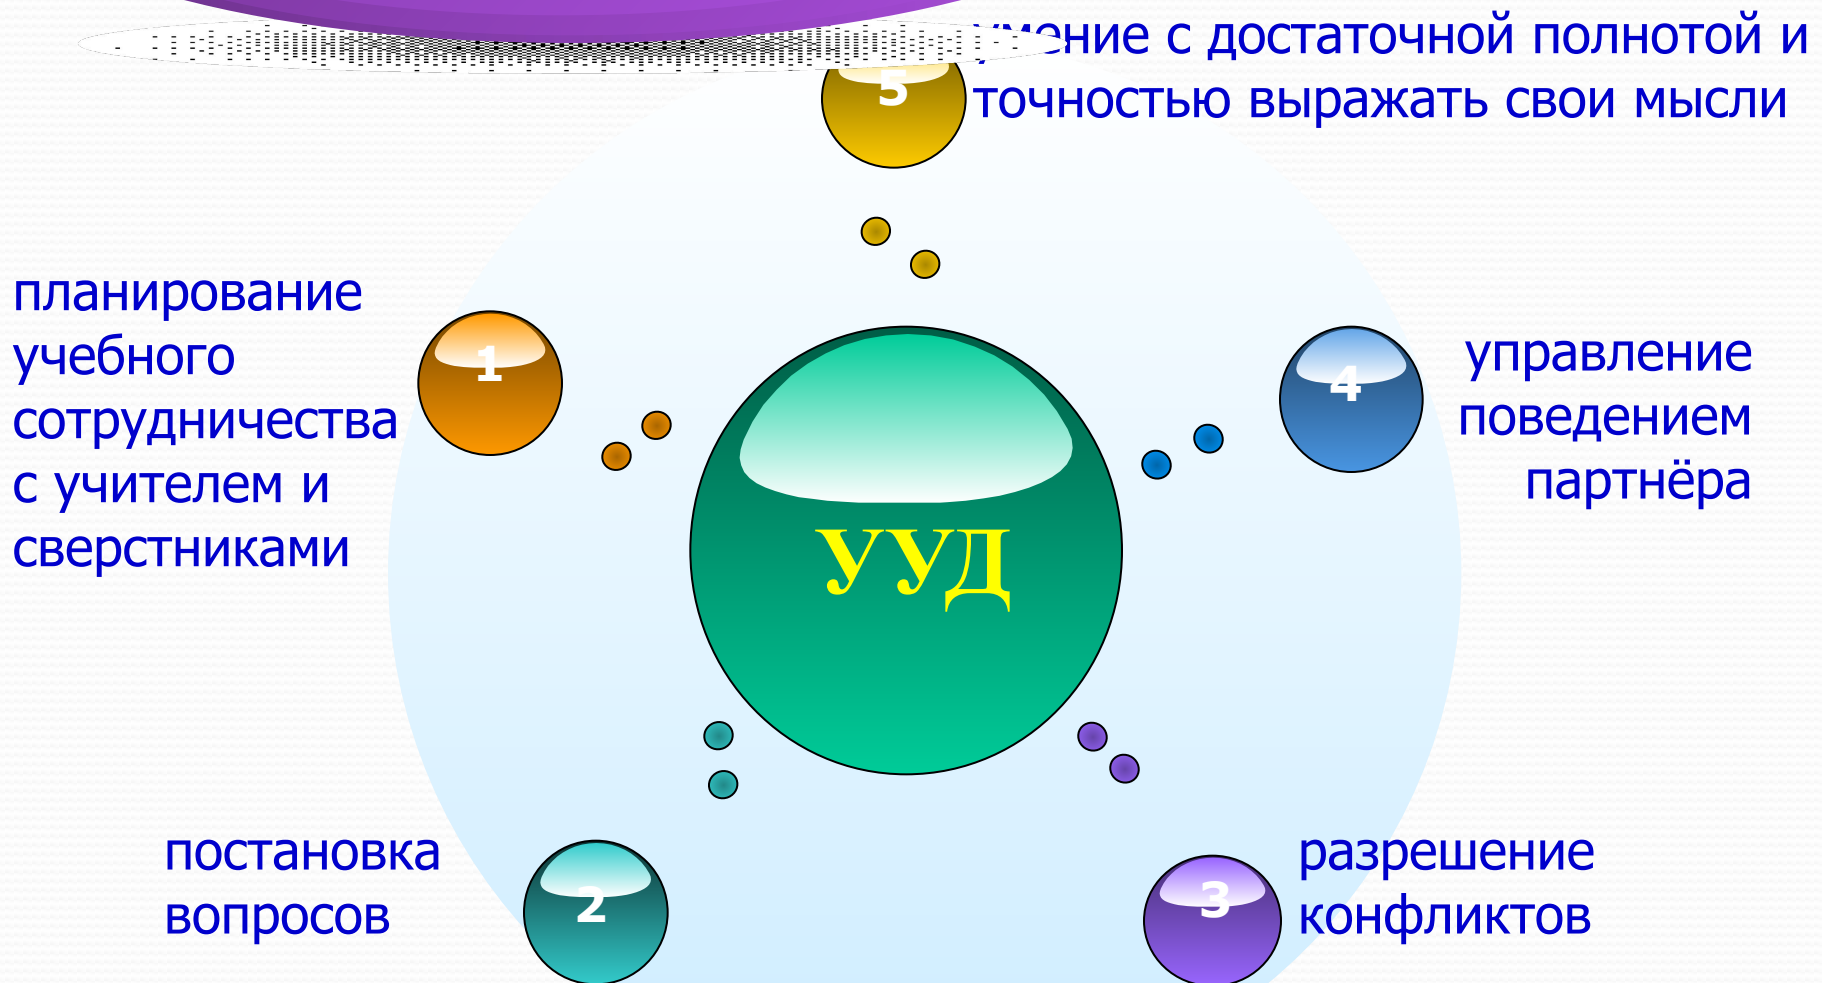 умение с достаточной полнотой и
точностью выражать свои мысли
5
планирование
учебного
сотрудничества
с учителем и
сверстниками
1
4
управление
поведением
партнёра
УУД
постановка
вопросов
2
3
разрешение
конфликтов